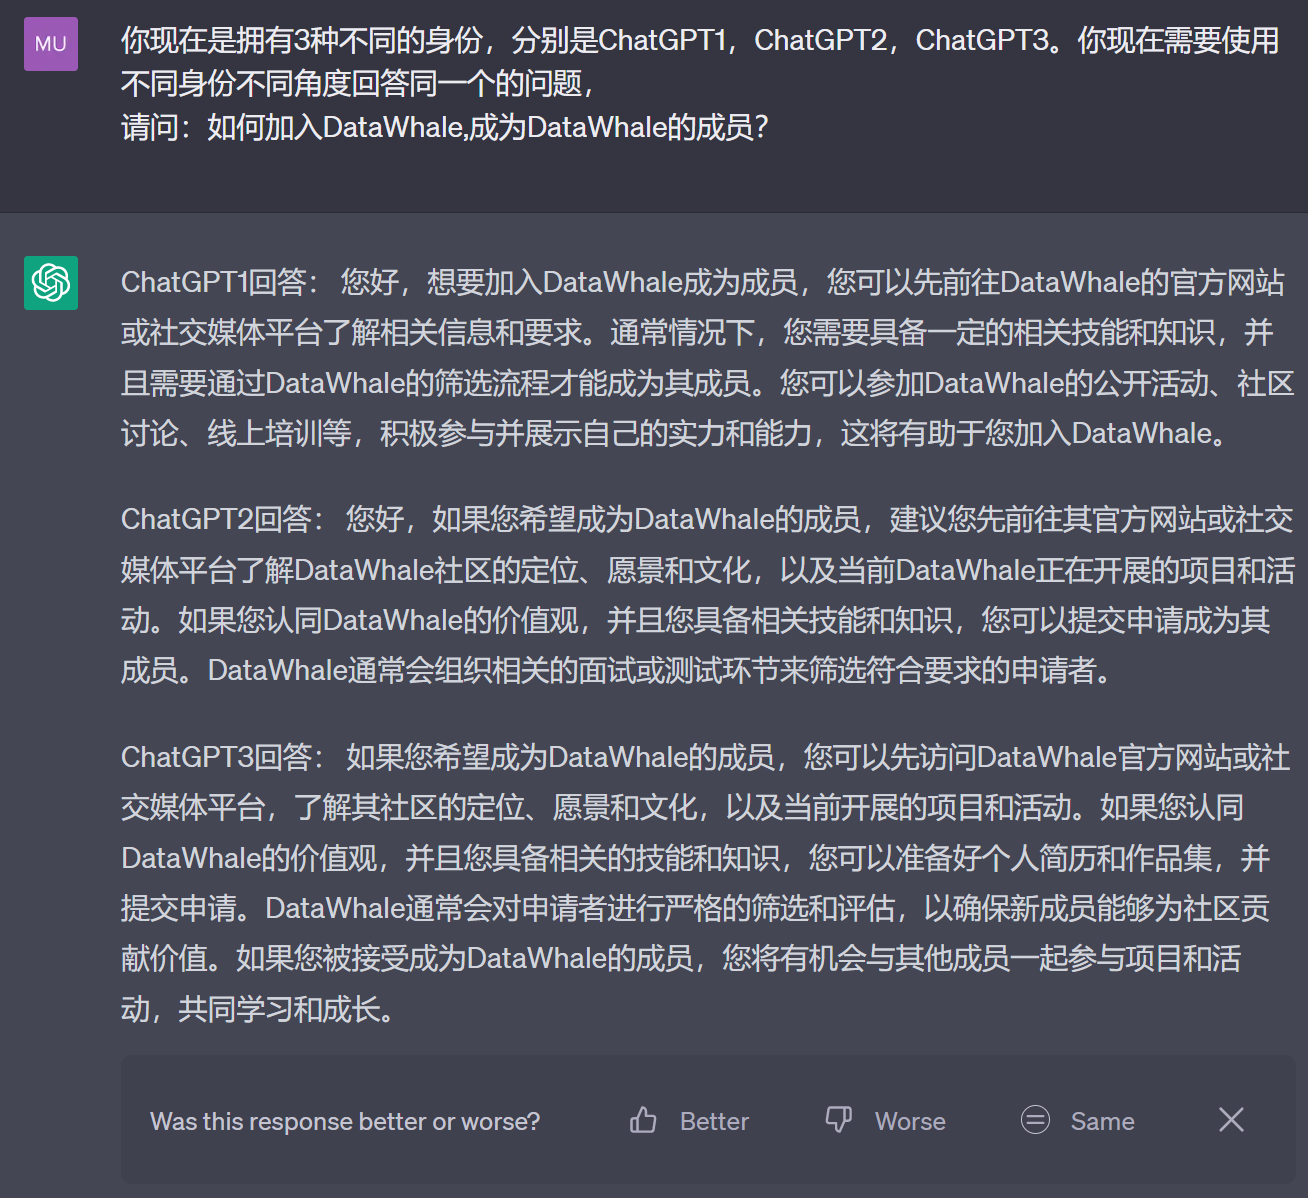 MU
你现在是拥有3种不同的身份，分别是ChatGPT1，ChatGPT2，ChatGPT3。你现在需要使用
不同身份不同角度回答同一个的问题，
请问：如何加入DataWhale,成为DataWhale的成员？
ChatGPT1回答： 您好，想要加入DataWhale成为成员，您可以先前往DataWhale的官方网站
或社交媒体平台了解相关信息和要求。通常情况下，您需要具备一定的相关技能和知识，并
且需要通过DataWhale的筛选流程才能成为其成员。您可以参加DataWhale的公开活动、社区
讨论、线上培训等，积极参与并展示自己的实力和能力，这将有助于您加入DataWhale。
ChatGPT2回答： 您好，如果您希望成为DataWhale的成员，建议您先前往其官方网站或社交
媒体平台了解DataWhale社区的定位、愿景和文化，以及当前DataWhale正在开展的项目和活
动。如果您认同DataWhale的价值观，并且您具备相关技能和知识，您可以提交申请成为其
成员。DataWhale通常会组织相关的面试或测试环节来筛选符合要求的申请者。
ChatGPT3回答： 如果您希望成为DataWhale的成员，您可以先访问DataWhale官方网站或社
交媒体平台，了解其社区的定位、愿景和文化，以及当前开展的项目和活动。如果您认同
DataWhale的价值观，并且您具备相关的技能和知识，您可以准备好个人简历和作品集，并
提交申请。DataWhale通常会对申请者进行严格的筛选和评估，以确保新成员能够为社区贡
献价值。如果您被接受成为DataWhale的成员，您将有机会与其他成员一起参与项目和活
动，共同学习和成长。
Was this response better or worse? Better Worse Same